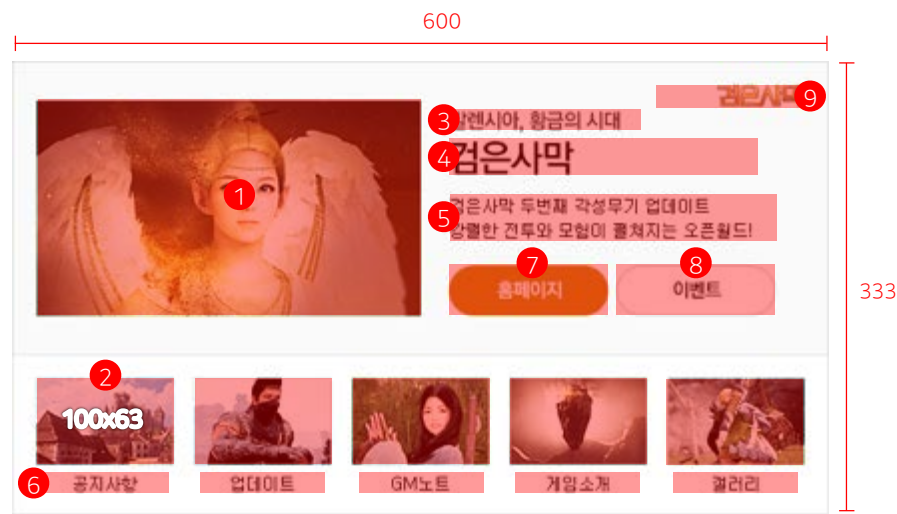 600
검은사막
9
3
발렌시아, 황금의 시대
4
검은사막
1
5
검은사막 두번째 각성무기 업데이트
강렬한 전투와 모험이 펼쳐지는 오픈월드!
7
8
홈페이지
이벤트
333
2
100x63
6
공지사항
업데이트
GM노트
게임소개
갤러리